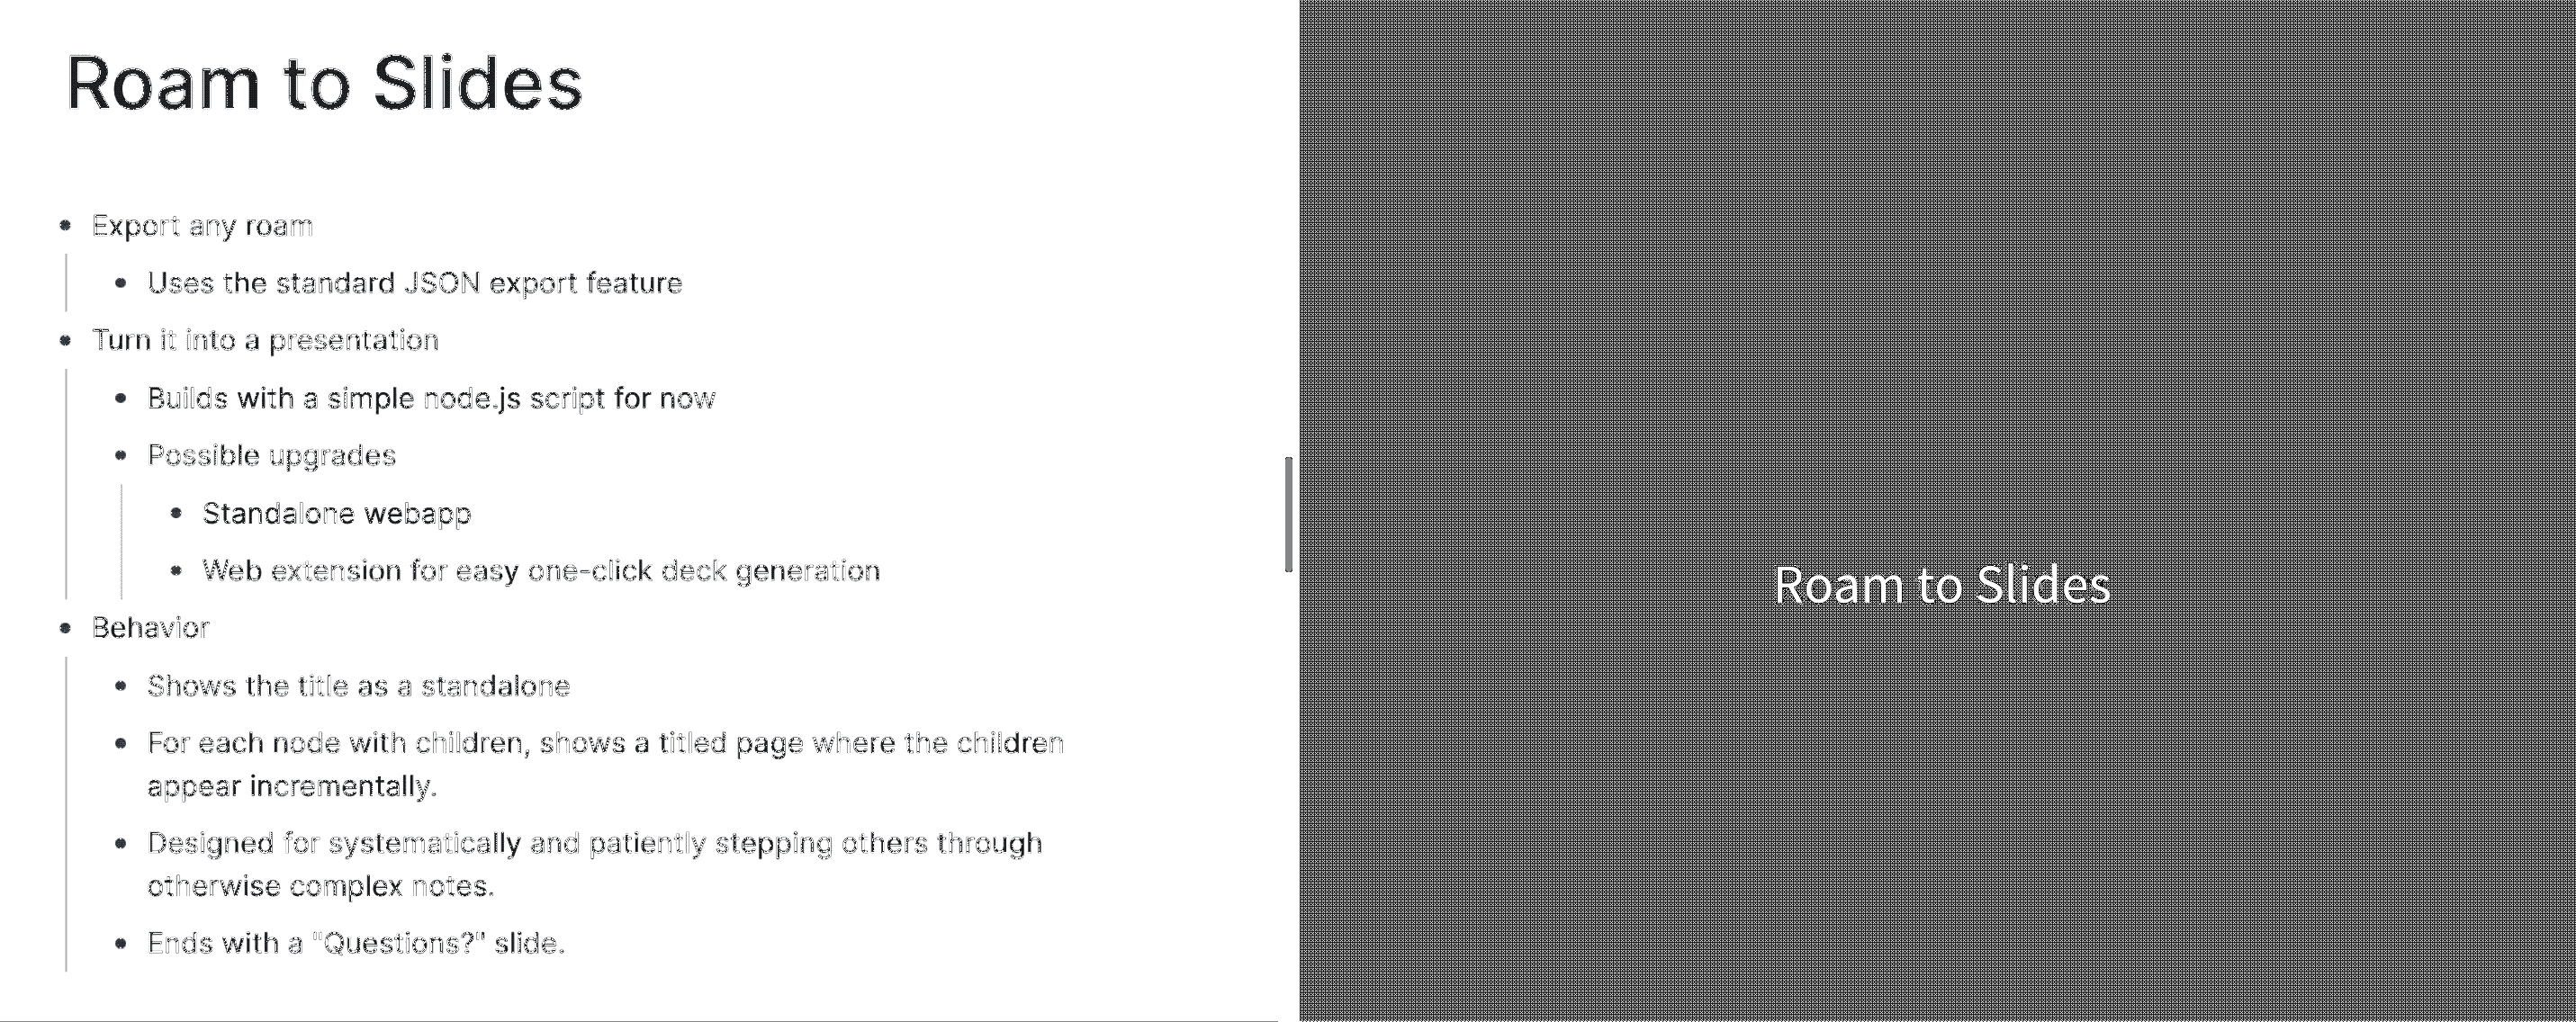 Roam to Slides
Export any roam
Uses the standard JSON export feature
Turn it into a presentation
Builds with a simple node.js script for now
Possible upgrades
Standalone webapp
Web extension for easy one-click deck generation
Behavior
Shows the title as a standalone
For each node with children, shows a titled page where the children
appear incrementally.
Designed for systematically and patiently stepping others through
otherwise complex notes.
Ends with a "Questions?" slide.
Roam to Slides